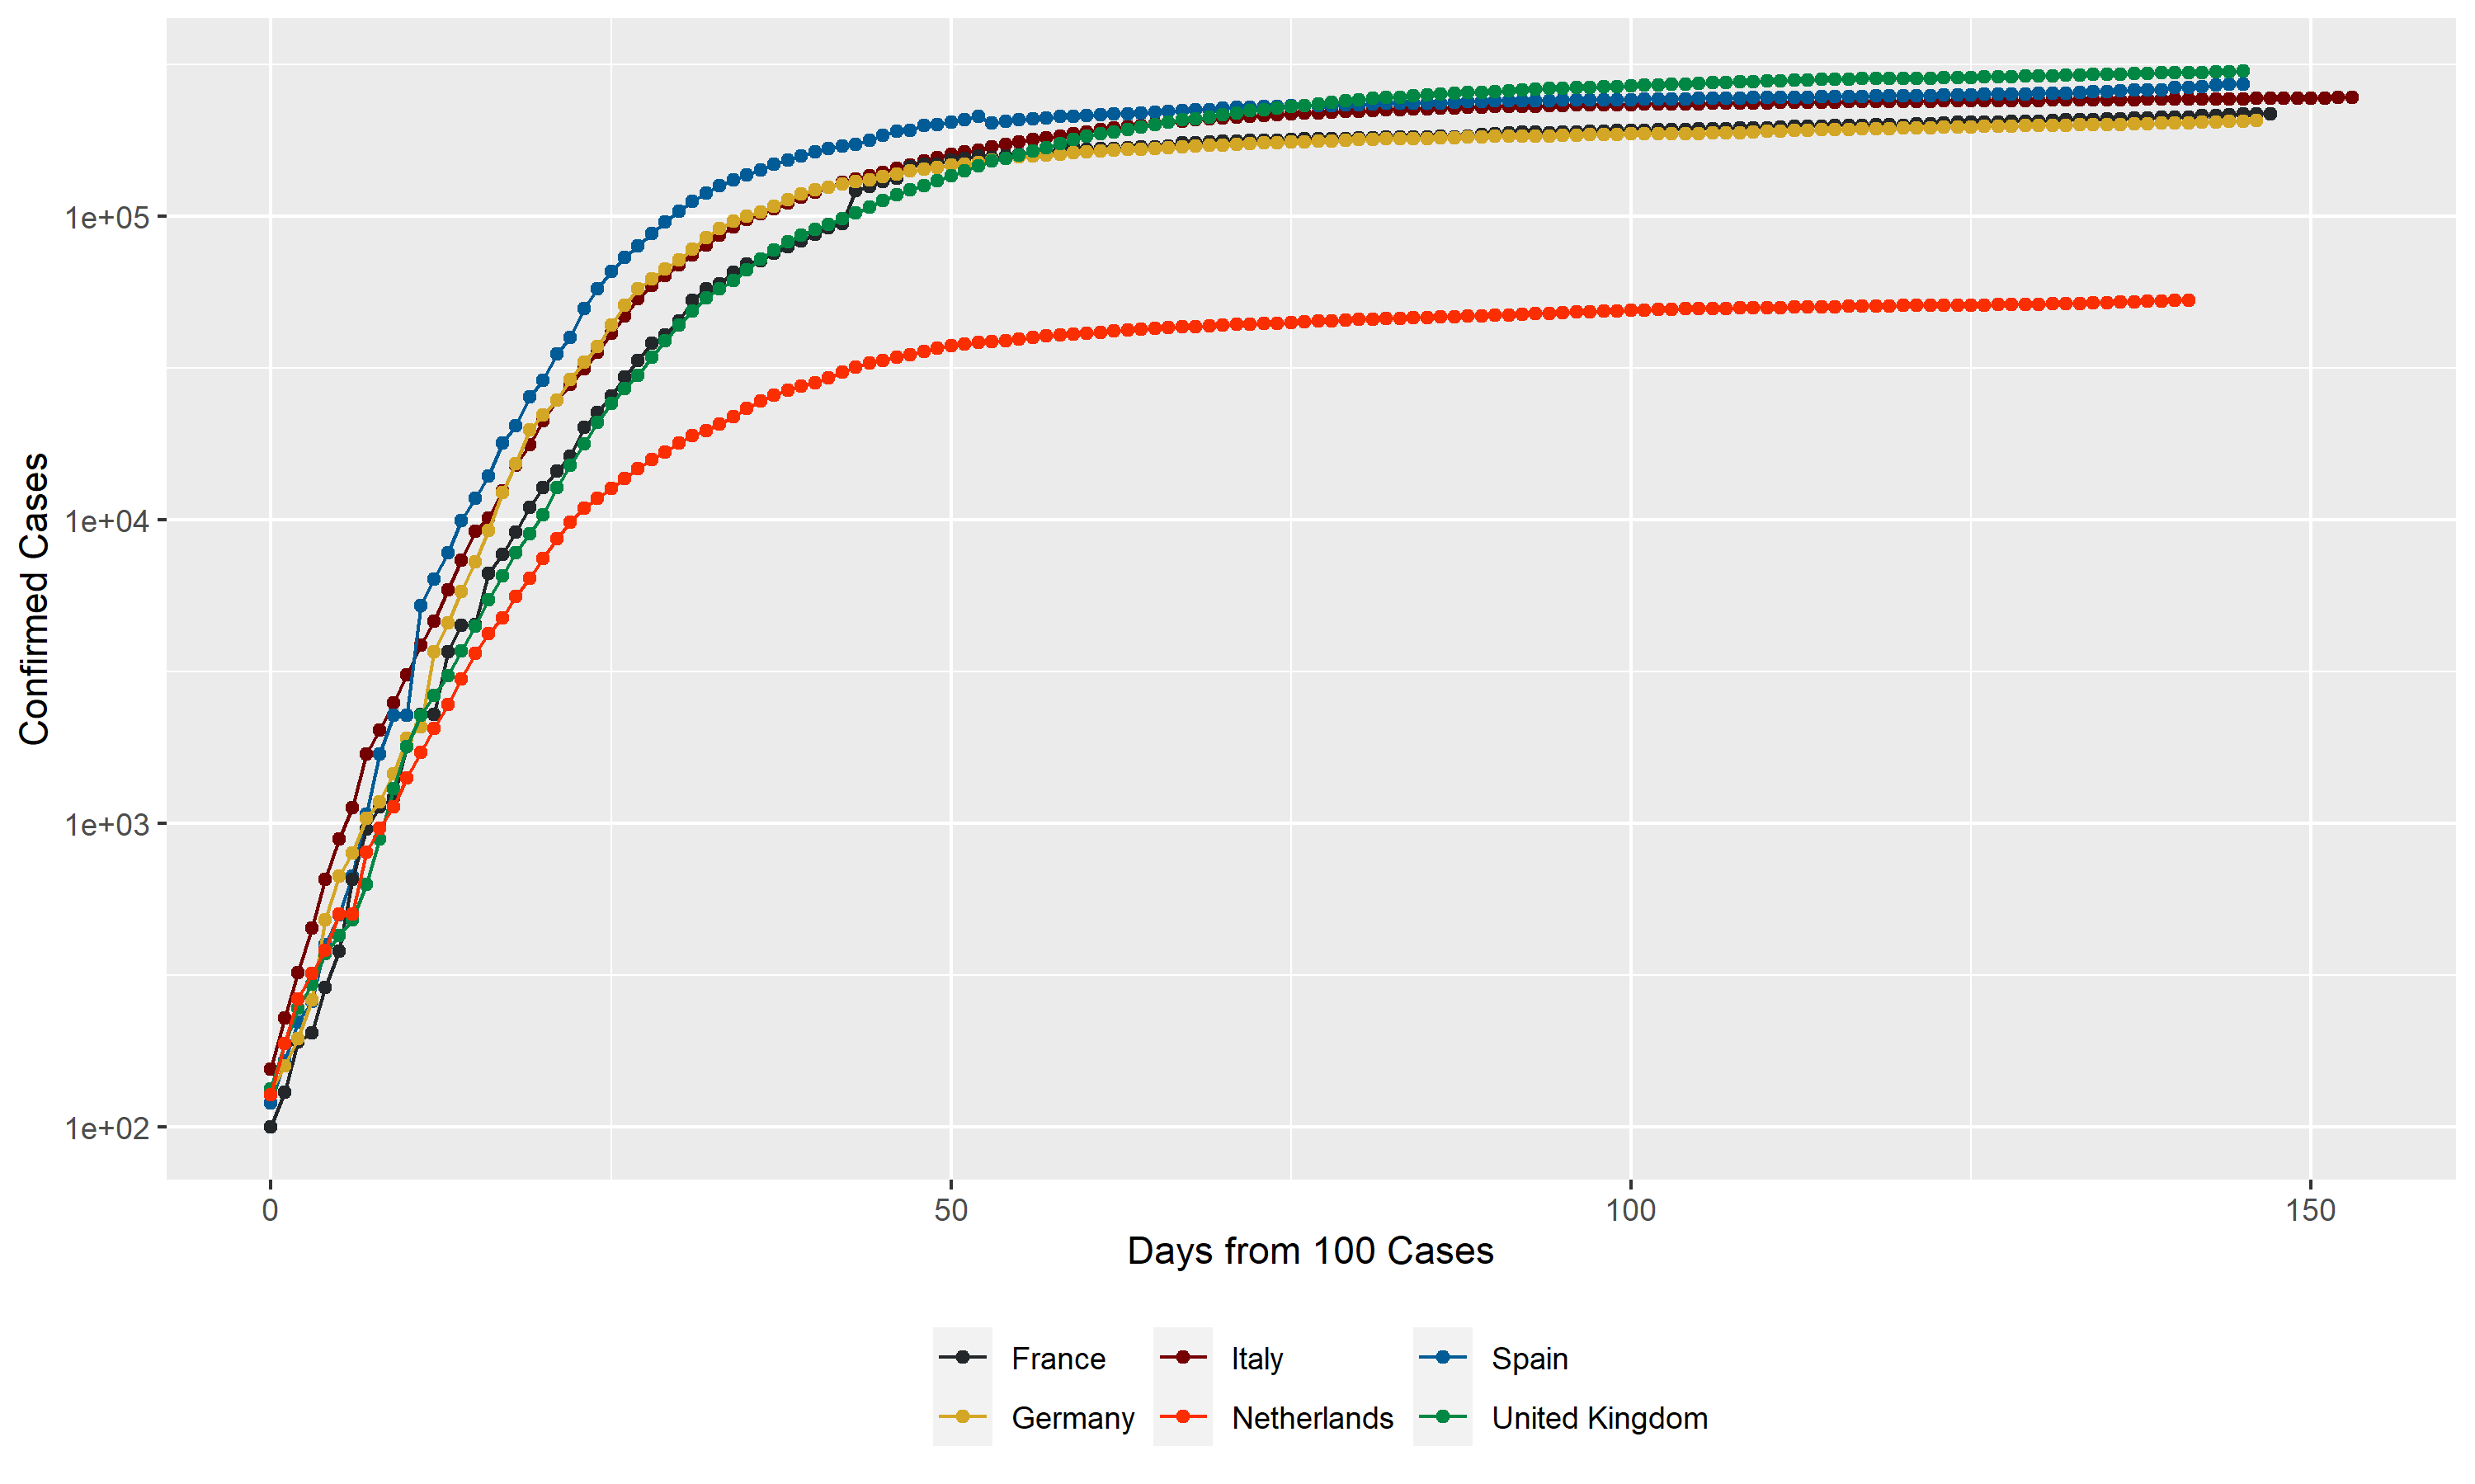 Confirmed Cases
1e+05
1e+04
1e+03
1e+02
0 50 100 150
Days from 100 Cases
France Italy Spain
Germany Netherlands United Kingdom